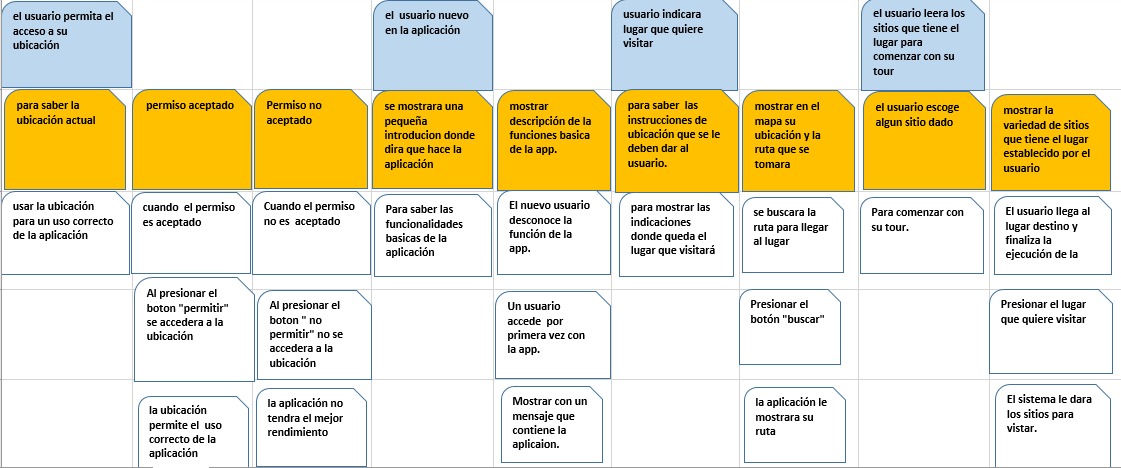 el usuario permita el
acceso a su
ubicación
el usuario nuevo
en la aplicación
usuario indicara
lugar que quiere
visitar
el usuario leera los
sitios que tiene el
lugar para
comenzar con su
tour
para saber la
ubicación actual
permiso aceptado
Permiso no
aceptado
se mostrara una
pequeña
introducion donde
dira que hace la
aplicación
mostrar
descripción de la
funciones basica
de la app.
para saber las
instrucciones de
ubicación que se le
deben dar al
usuario.
mostrar en el
mapa su
ubicación y la
ruta que se
tomara
el usuario escoge
algun sitio dado
mostrar la
variedad de sitios
que tiene el lugar
establecido por el
usuario
usar la ubicación
para un uso correcto
de la aplicación
cuando el permiso
es aceptado
Cuando el permiso
no es aceptado
Para saber las
funcionalidades
basicas de la
aplicación
El nuevo usuario
desconoce la
función de la
app.
para mostrar las
indicaciones
donde queda el
lugar que visitará
se buscara la
ruta para llegar
al lugar
Para comenzar con
su tour.
El usuario llega al
lugar destino y
finaliza la
ejecución de la
Al presionar el
boton "permitir"
se accedera a la
ubicación
Al presionar el
boton " no
permitir" no se
accedera a la
ubicación
Un usuario
accede por
primera vez con
la app.
Presionar el
botón "buscar"
Presionar el lugar
que quiere visitar
la ubicación
permite el uso
correcto de la
aplicación
la aplicación no
tendra el mejor
rendimiento
Mostrar con un
mensaje que
contiene la
aplicaion.
la aplicación le
mostrara su
ruta
El sistema le dara
los sitios para
vistar.